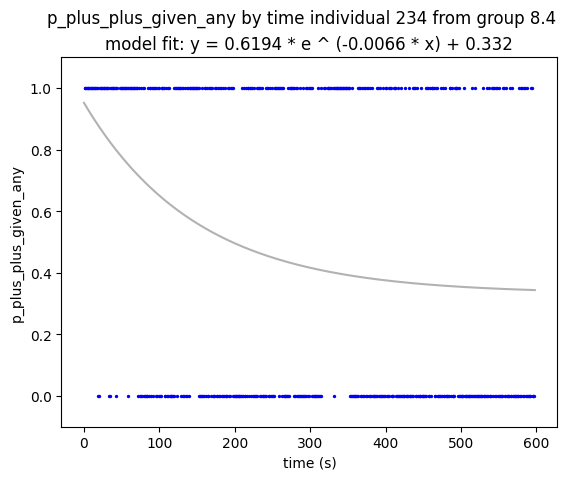 p_plus_plus_given_any by time individual 234 from group 8.4
model fit: y = 0.6194 * e ^ (-0.0066 * x) + 0.332
p_plus_plus_given_any
1.0
0.8
0.6
0.4
0.2
0.0
0 100 200 300 400 500 600
time (s)